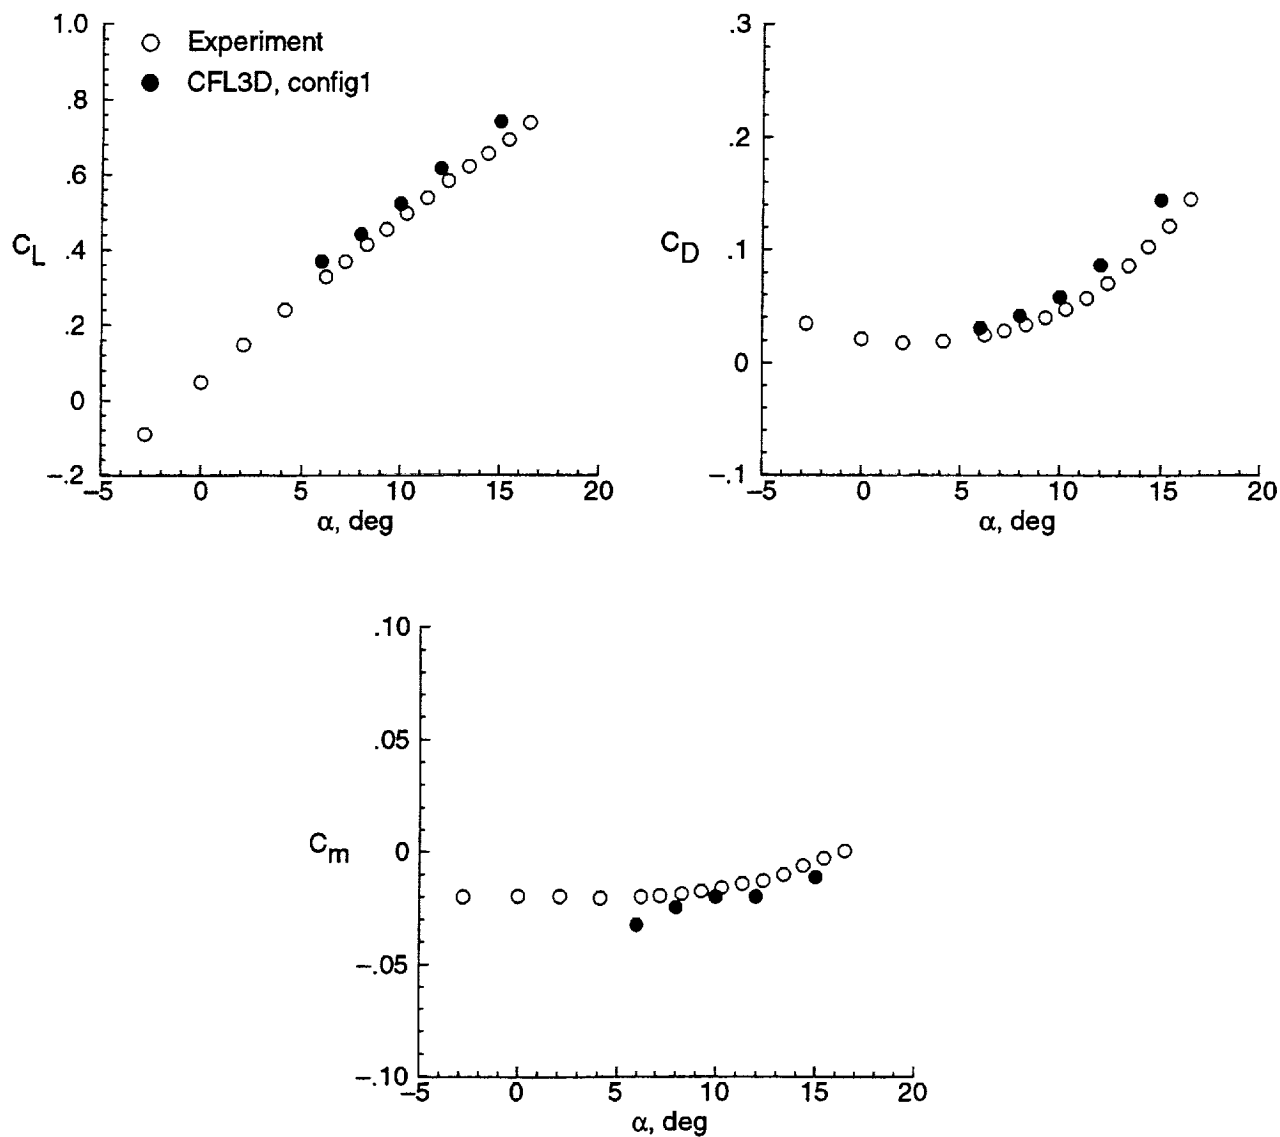 1.0
.8
.6
.4
.2
0
–.2
C_L
Experiment
CFL3D, config1
–5 0 5 10 15 20
α, deg
.3
.2
.1
0
–.1
C_D
–5 0 5 10 15 20
α, deg
.10
.05
0
–.05
–.10
C_m
–5 0 5 10 15 20
α, deg